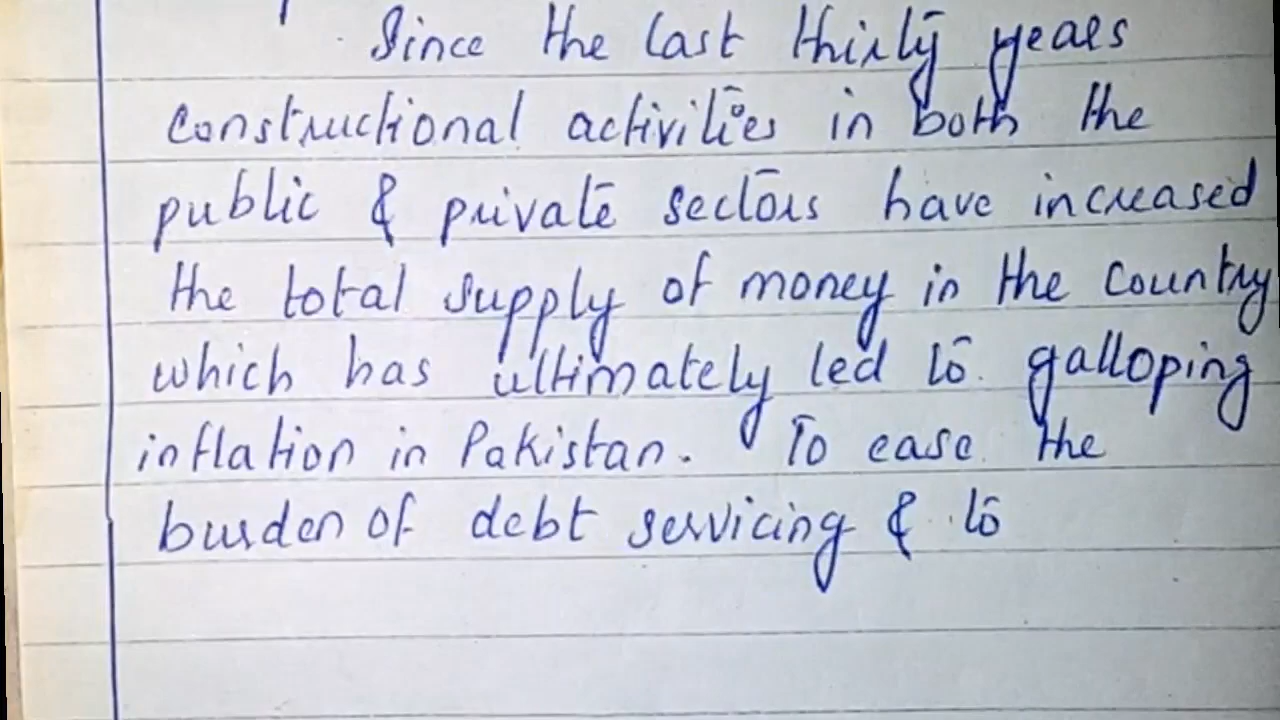 Since the last thirty years
constructional activities in both the
public & private sectors have increased
the total supply of money in the country
which has ultimately led to galloping
inflation in Pakistan. To ease the
burden of debt servicing & to